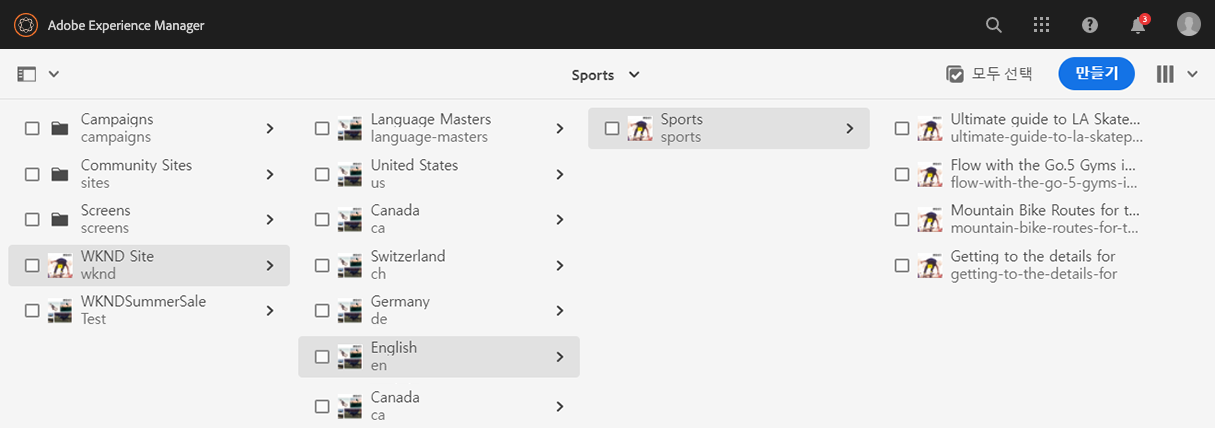 Adobe Experience Manager
3
Sports
모두 선택
만들기
Campaigns
campaigns
Community Sites
sites
Screens
screens
WKND Site
wknd
WKNDSummerSale
Test
Language Masters
language-masters
United States
us
Canada
ca
Switzerland
ch
Germany
de
English
en
Canada
ca
Sports
sports
Ultimate guide to LA Skate...
ultimate-guide-to-la-skatep...
Flow with the Go.5 Gyms i...
flow-with-the-go-5-gyms-i...
Mountain Bike Routes for t...
mountain-bike-routes-for-t...
Getting to the details for
getting-to-the-details-for